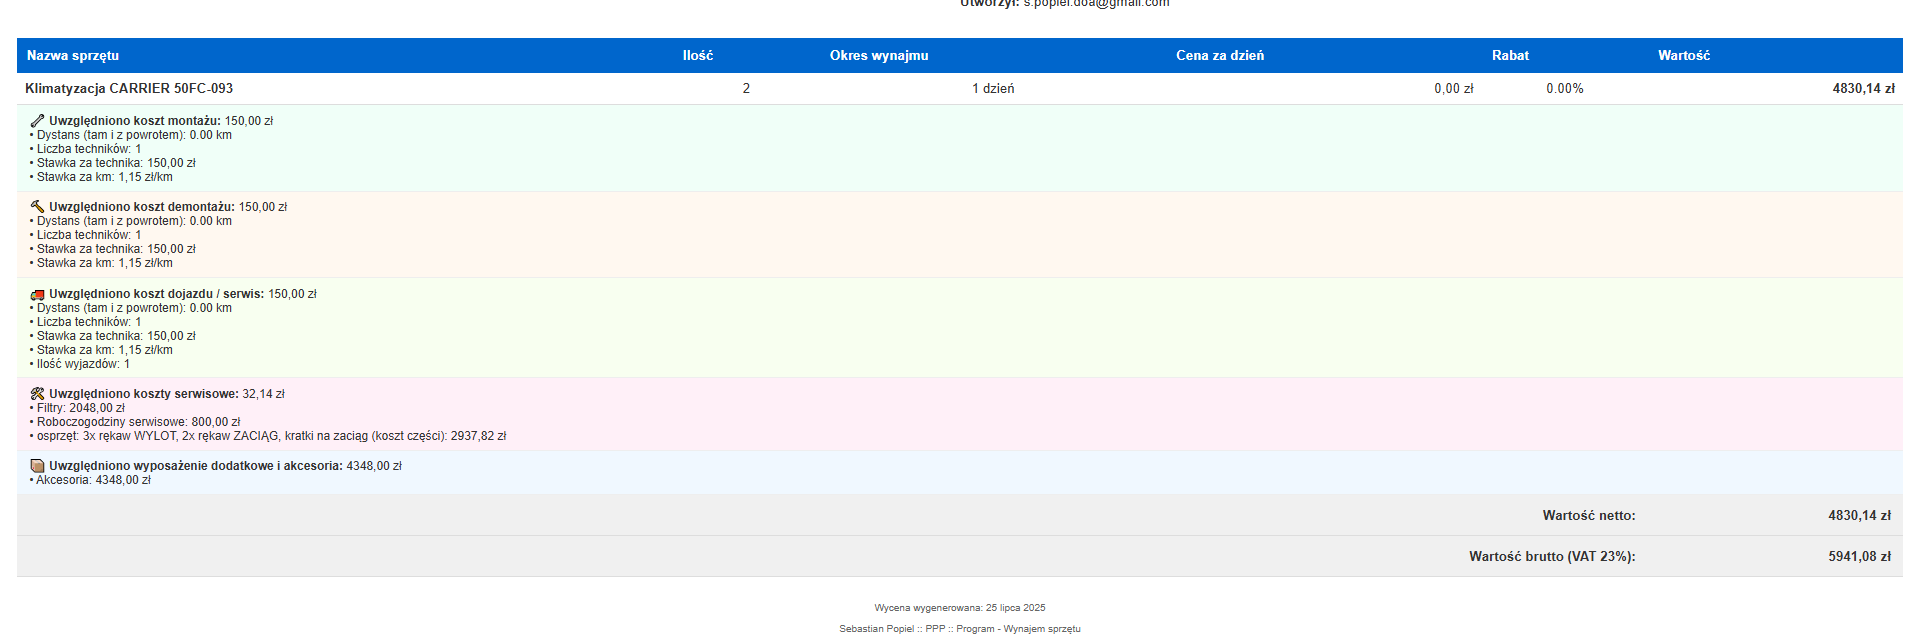 Utworzył: s.popiel.doa@gmail.com
Nazwa sprzętu Ilość Okres wynajmu Cena za dzień Rabat Wartość
Klimatyzacja CARRIER 50FC-093 2 1 dzień 0,00 zł 0.00% 4830,14 zł
Uwzględniono koszt montażu: 150,00 zł
• Dystans (tam i z powrotem): 0.00 km
• Liczba techników: 1
• Stawka za technika: 150,00 zł
• Stawka za km: 1,15 zł/km
Uwzględniono koszt demontażu: 150,00 zł
• Dystans (tam i z powrotem): 0.00 km
• Liczba techników: 1
• Stawka za technika: 150,00 zł
• Stawka za km: 1,15 zł/km
Uwzględniono koszt dojazdu / serwis: 150,00 zł
• Dystans (tam i z powrotem): 0.00 km
• Liczba techników: 1
• Stawka za technika: 150,00 zł
• Stawka za km: 1,15 zł/km
• Ilość wyjazdów: 1
Uwzględniono koszty serwisowe: 32,14 zł
• Filtry: 2048,00 zł
• Roboczogodziny serwisowe: 800,00 zł
• osprzęt: 3x rękaw WYLOT, 2x rękaw ZACIĄG, kratki na zaciąg (koszt części): 2937,82 zł
Uwzględniono wyposażenie dodatkowe i akcesoria: 4348,00 zł
• Akcesoria: 4348,00 zł
Wartość netto: 4830,14 zł
Wartość brutto (VAT 23%): 5941,08 zł
Wycena wygenerowana: 25 lipca 2025
Sebastian Popiel :: PPP :: Program - Wynajem sprzętu